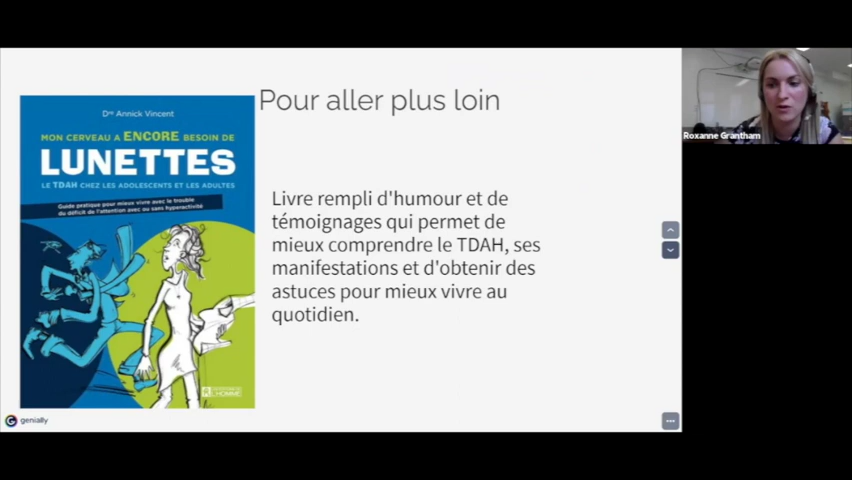 Pour aller plus loin
Dre Annick Vincent
MON CERVEAU A ENCORE BESOIN DE
LUNETTES
LE TDAH CHEZ LES ADOLESCENTS ET LES ADULTES
Guide pratique pour mieux vivre avec le trouble
du déficit de l'attention avec ou sans hyperactivité
L'HOMME
Livre rempli d'humour et de
témoignages qui permet de
mieux comprendre le TDAH, ses
manifestations et d'obtenir des
astuces pour mieux vivre au
quotidien.
genially
Roxanne Grantham